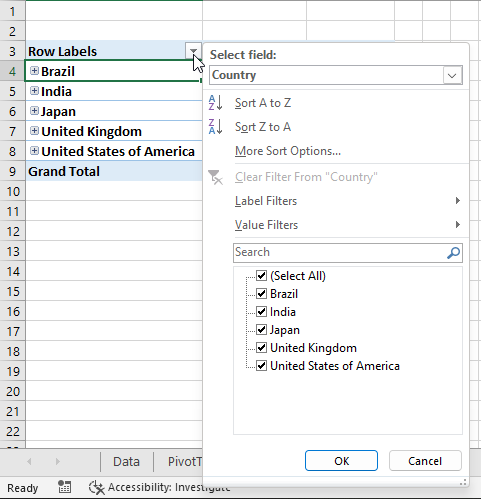 1
2
3 Row Labels
Select field:
Country
4 Brazil
5 India
Sort A to Z
6 Japan
Sort Z to A
7 United Kingdom
8 United States of America
More Sort Options...
9 Grand Total
Clear Filter From "Country"
10
11
Label Filters
12
Value Filters
13
Search
14
(Select All)
15
Brazil
16
India
17
Japan
18
United Kingdom
19
United States of America
20
21
22
OK Cancel
Data PivotT
Ready Accessibility: Investigate